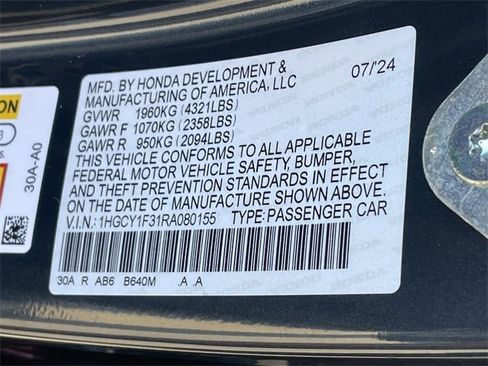 MFD. BY HONDA DEVELOPMENT & 07/'24
MANUFACTURING OF AMERICA, LLC
GVWR 1960KG (4321LBS)
GAWR F 1070KG (2358LBS)
GAWR R 950KG (2094LBS)
THIS VEHICLE CONFORMS TO ALL APPLICABLE
FEDERAL MOTOR VEHICLE SAFETY, BUMPER,
AND THEFT PREVENTION STANDARDS IN EFFECT
ON THE DATE OF MANUFACTURE SHOWN ABOVE.
V.I.N.: 1HGCY1F31RA080155 TYPE: PASSENGER CAR
30A R AB6 B640M .A .A
30A-A0
3